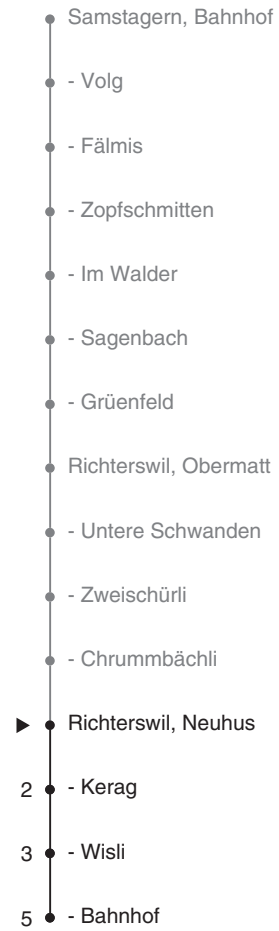 Samstagern, Bahnhof
- Volg
- Fälmis
- Zopfschmitten
- Im Walder
- Sagenbach
- Grüenfeld
Richterswil, Obermatt
- Untere Schwanden
- Zweischürli
- Chrummbächli
Richterswil, Neuhus
2 - Kerag
3 - Wisli
5 - Bahnhof